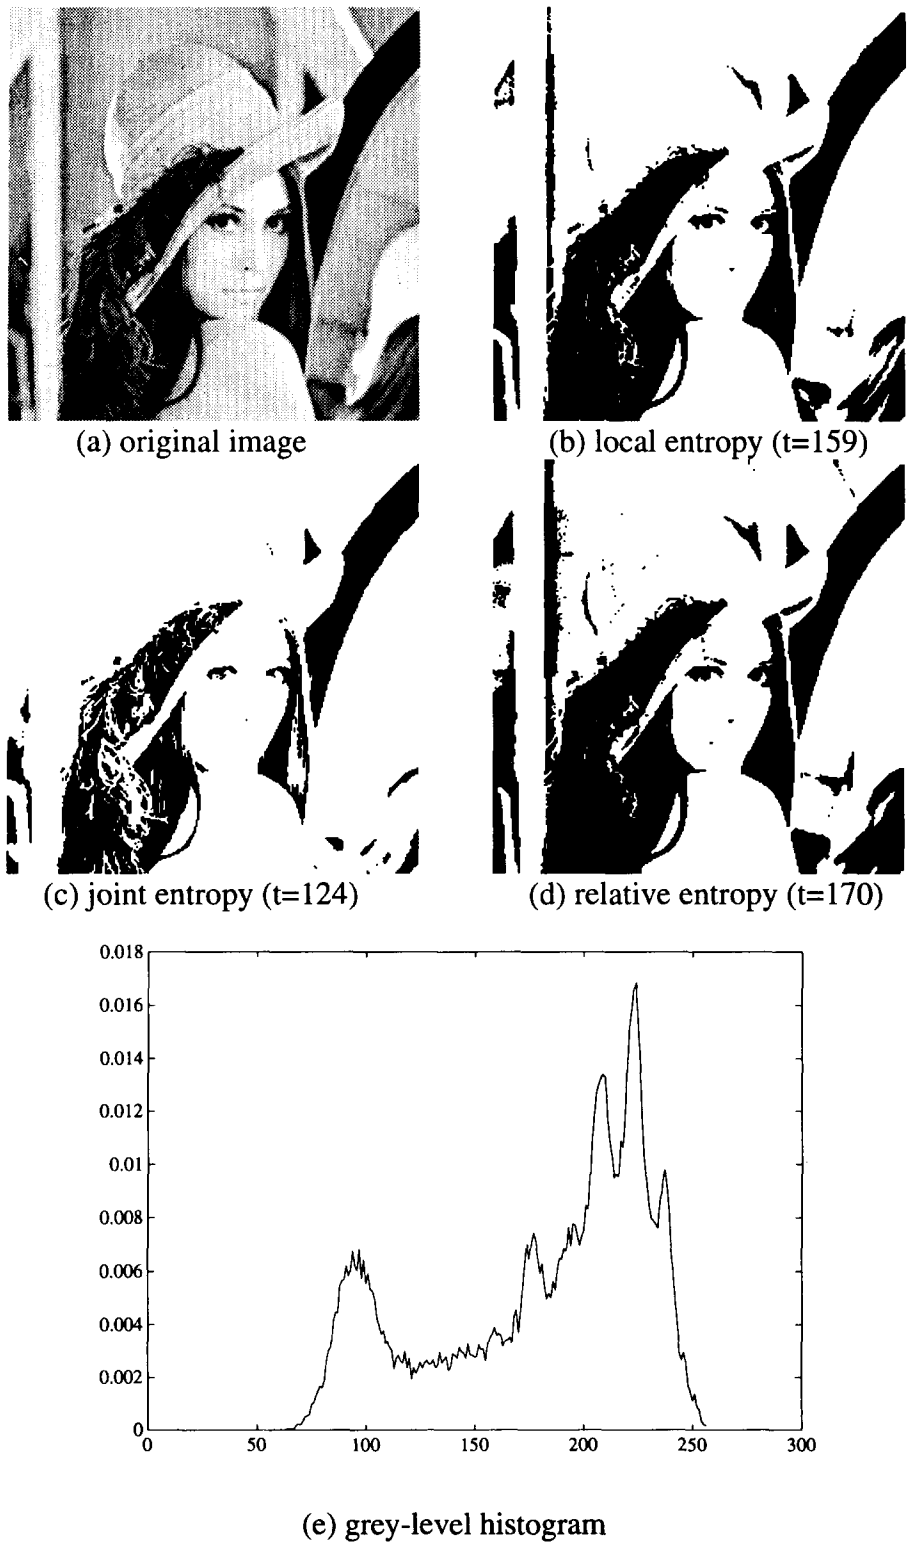 (a) original image
(b) local entropy (t=159)
(c) joint entropy (t=124)
(d) relative entropy (t=170)
0.018
0.016
0.014
0.012
0.01
0.008
0.006
0.004
0.002
0
0 50 100 150 200 250 300
(e) grey-level histogram